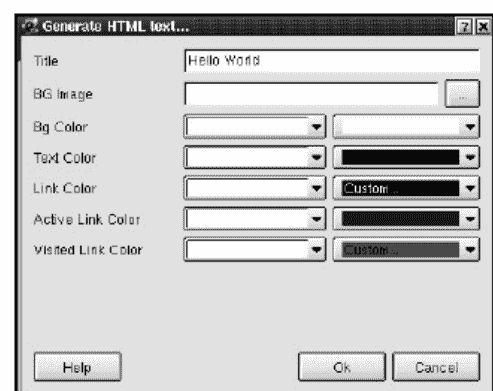 Generate HTML text...
Title Hello World
BG Image ...
Bg Color
Text Color
Link Color Custom...
Active Link Color
Visited Link Color Custom...
Help Ok Cancel